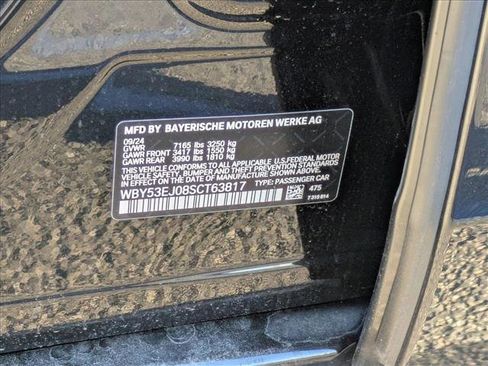 MFD BY BAYERISCHE MOTOREN WERKE AG
09/24
GVWR 7165 lbs 3250 kg
GAWR FRONT 3417 lbs 1550 kg
GAWR REAR 3990 lbs 1810 kg
THIS VEHICLE CONFORMS TO ALL APPLICABLE U.S. FEDERAL MOTOR
VEHICLE SAFETY, BUMPER AND THEFT PREVENTION STANDARDS
IN EFFECT ON THE DATE OF MANUFACTURE SHOWN ABOVE.
WBY53EJ08SCT63817 TYPE: PASSENGER CAR
475
7315814